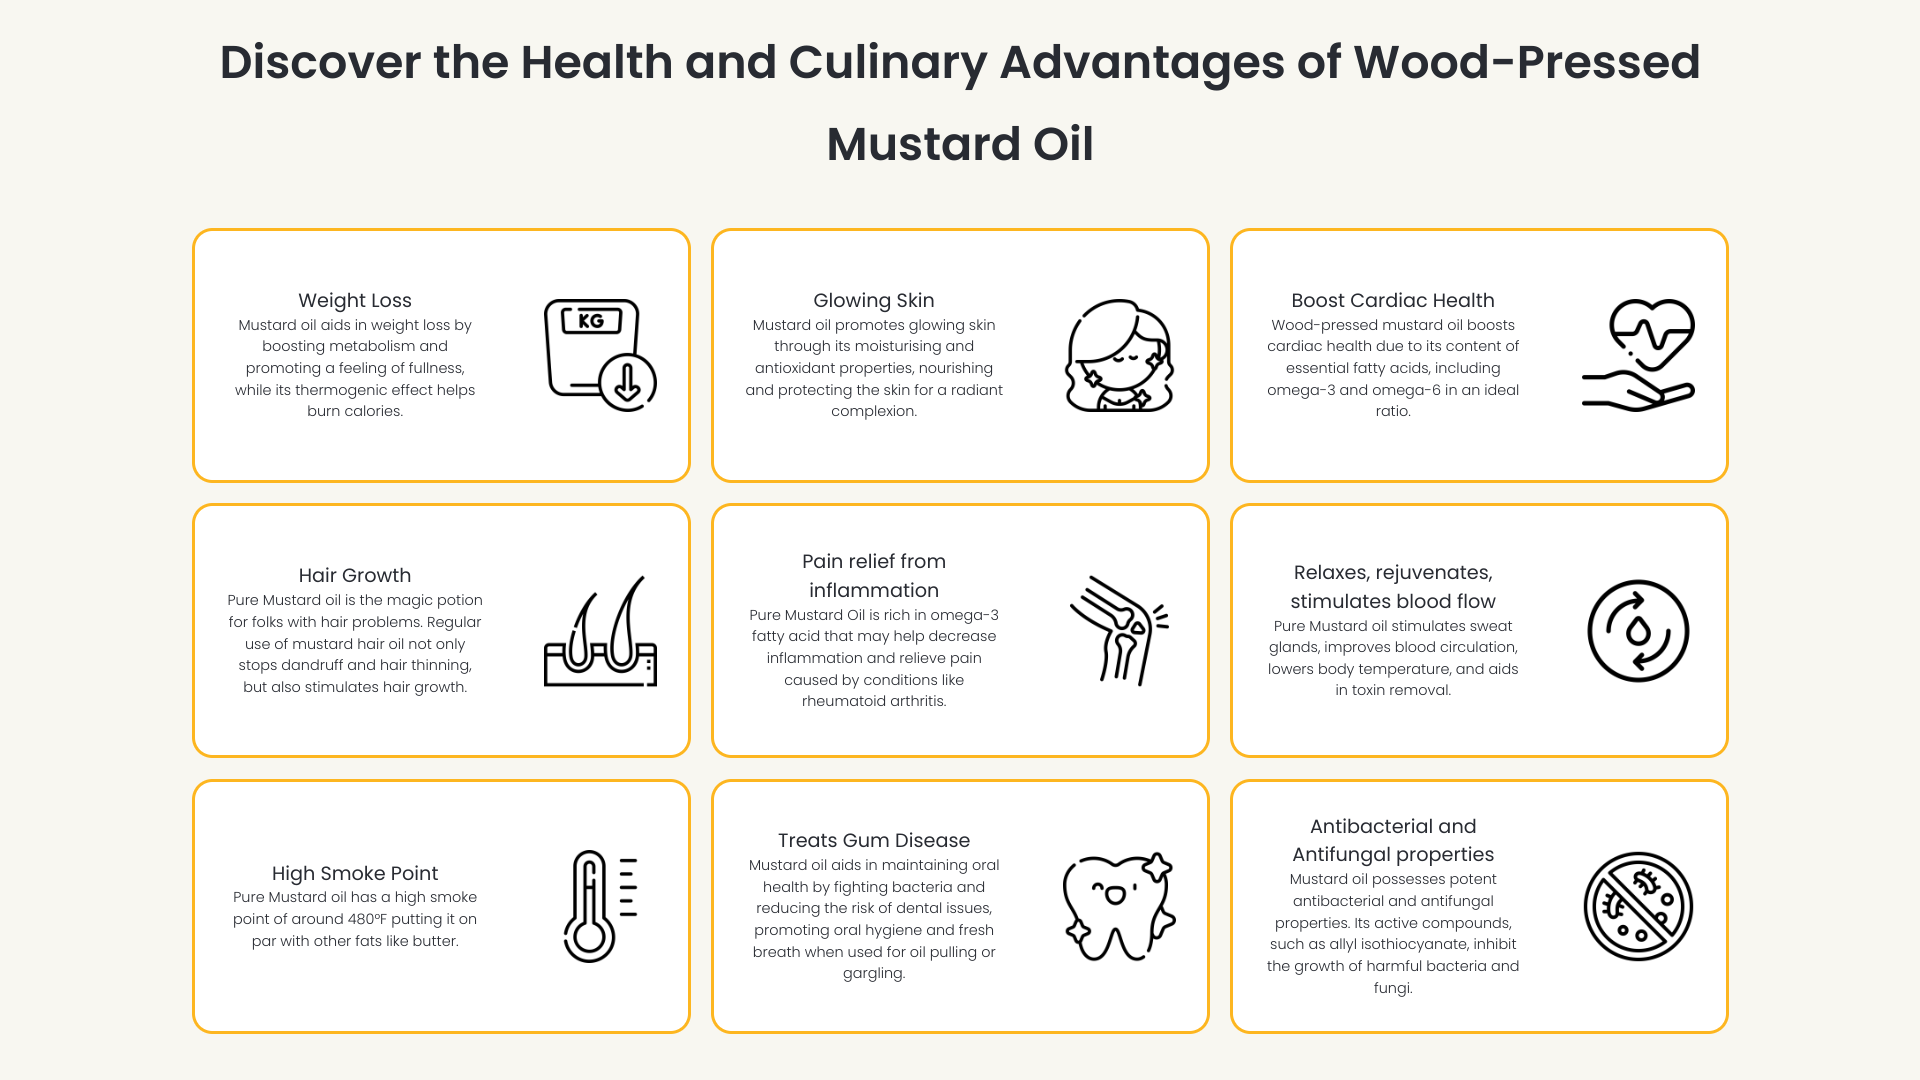 Discover the Health and Culinary Advantages of Wood-Pressed
Mustard Oil
Weight Loss
Mustard oil aids in weight loss by
boosting metabolism and
promoting a feeling of fullness,
while its thermogenic effect helps
burn calories.
KG
Glowing Skin
Mustard oil promotes glowing skin
through its moisturising and
antioxidant properties, nourishing
and protecting the skin for a radiant
complexion.
Boost Cardiac Health
Wood-pressed mustard oil boosts
cardiac health due to its content of
essential fatty acids, including
omega-3 and omega-6 in an ideal
ratio.
Hair Growth
Pure Mustard oil is the magic potion
for folks with hair problems. Regular
use of mustard hair oil not only
stops dandruff and hair thinning,
but also stimulates hair growth.
Pain relief from
inflammation
Pure Mustard Oil is rich in omega-3
fatty acid that may help decrease
inflammation and relieve pain
caused by conditions like
rheumatoid arthritis.
Relaxes, rejuvenates,
stimulates blood flow
Pure Mustard oil stimulates sweat
glands, improves blood circulation,
lowers body temperature, and aids
in toxin removal.
High Smoke Point
Pure Mustard oil has a high smoke
point of around 480°F putting it on
par with other fats like butter.
Treats Gum Disease
Mustard oil aids in maintaining oral
health by fighting bacteria and
reducing the risk of dental issues,
promoting oral hygiene and fresh
breath when used for oil pulling or
gargling.
Antibacterial and
Antifungal properties
Mustard oil possesses potent
antibacterial and antifungal
properties. Its active compounds,
such as allyl isothiocyanate, inhibit
the growth of harmful bacteria and
fungi.